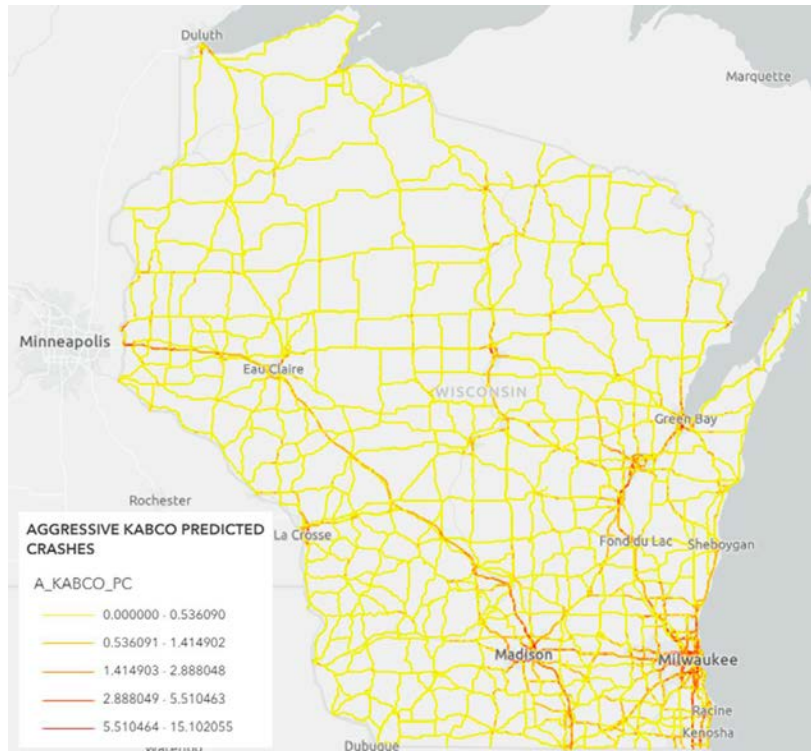 Duluth
Marquette
Minneapolis
Eau Claire
WISCONSIN
Green Bay
Rochester
La Crosse
Fond du Lac
Sheboygan
AGGRESSIVE KABCO PREDICTED
CRASHES
A_KABCO_PC
0.000000 - 0.536090
0.536091 - 1.414902
1.414903 - 2.888048
2.888049 - 5.510463
5.510464 - 15.102055
Madison
Milwaukee
Racine
Kenosha
Dubuque